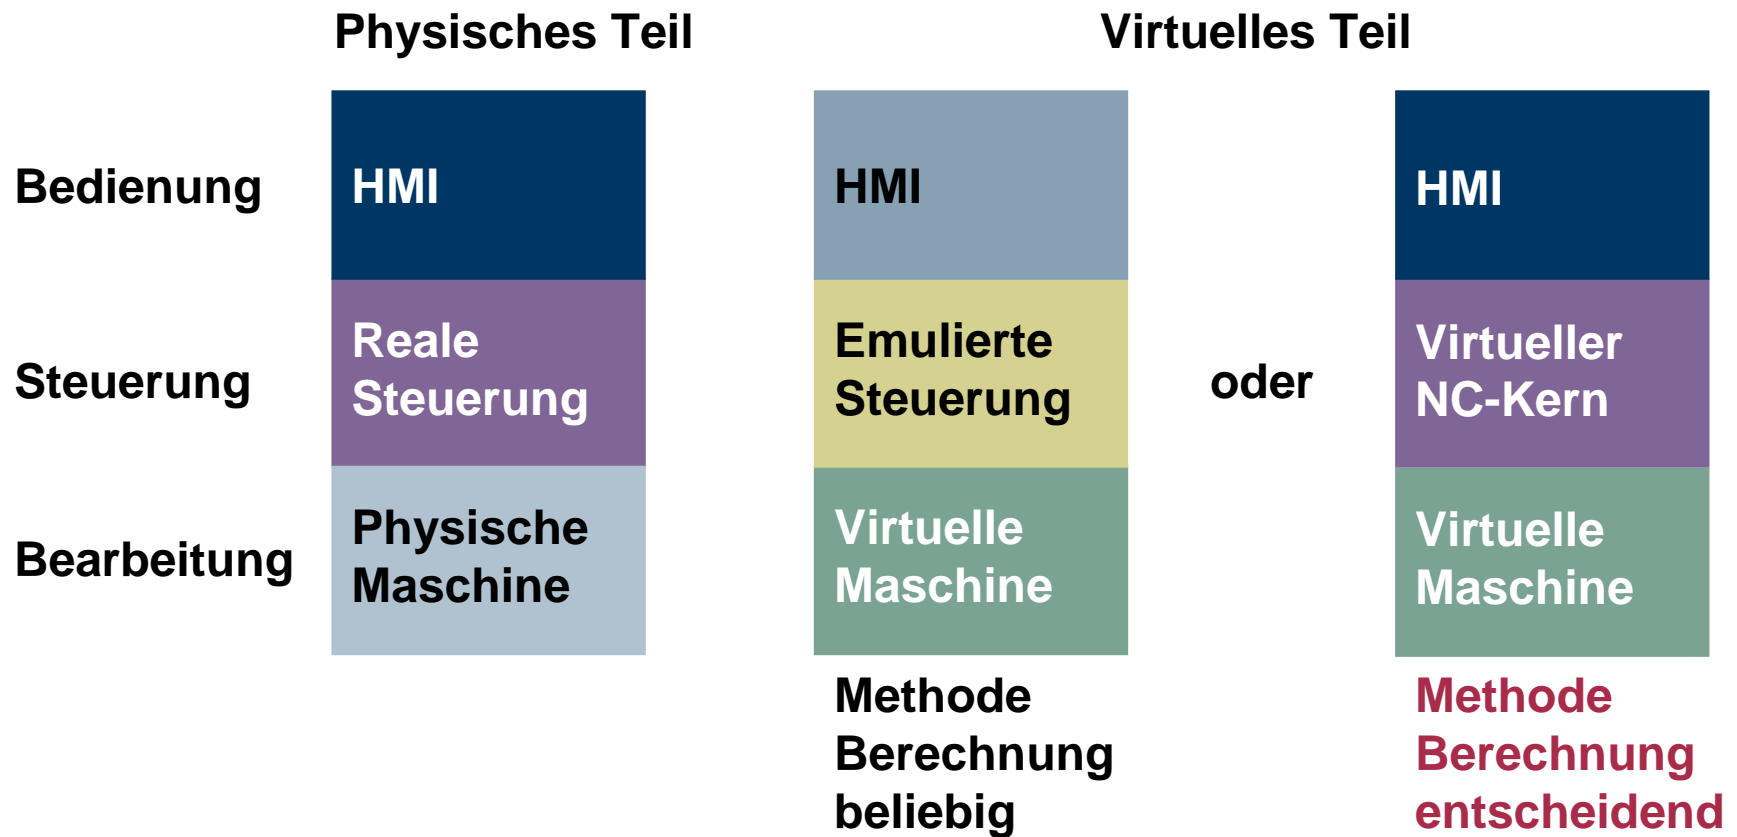 Physisches Teil
Virtuelles Teil
Bedienung
HMI
HMI
HMI
Steuerung
Reale
Steuerung
Emulierte
Steuerung
oder
Virtueller
NC-Kern
Bearbeitung
Physische
Maschine
Virtuelle
Maschine
Virtuelle
Maschine
Methode
Berechnung
beliebig
Methode
Berechnung
entscheidend